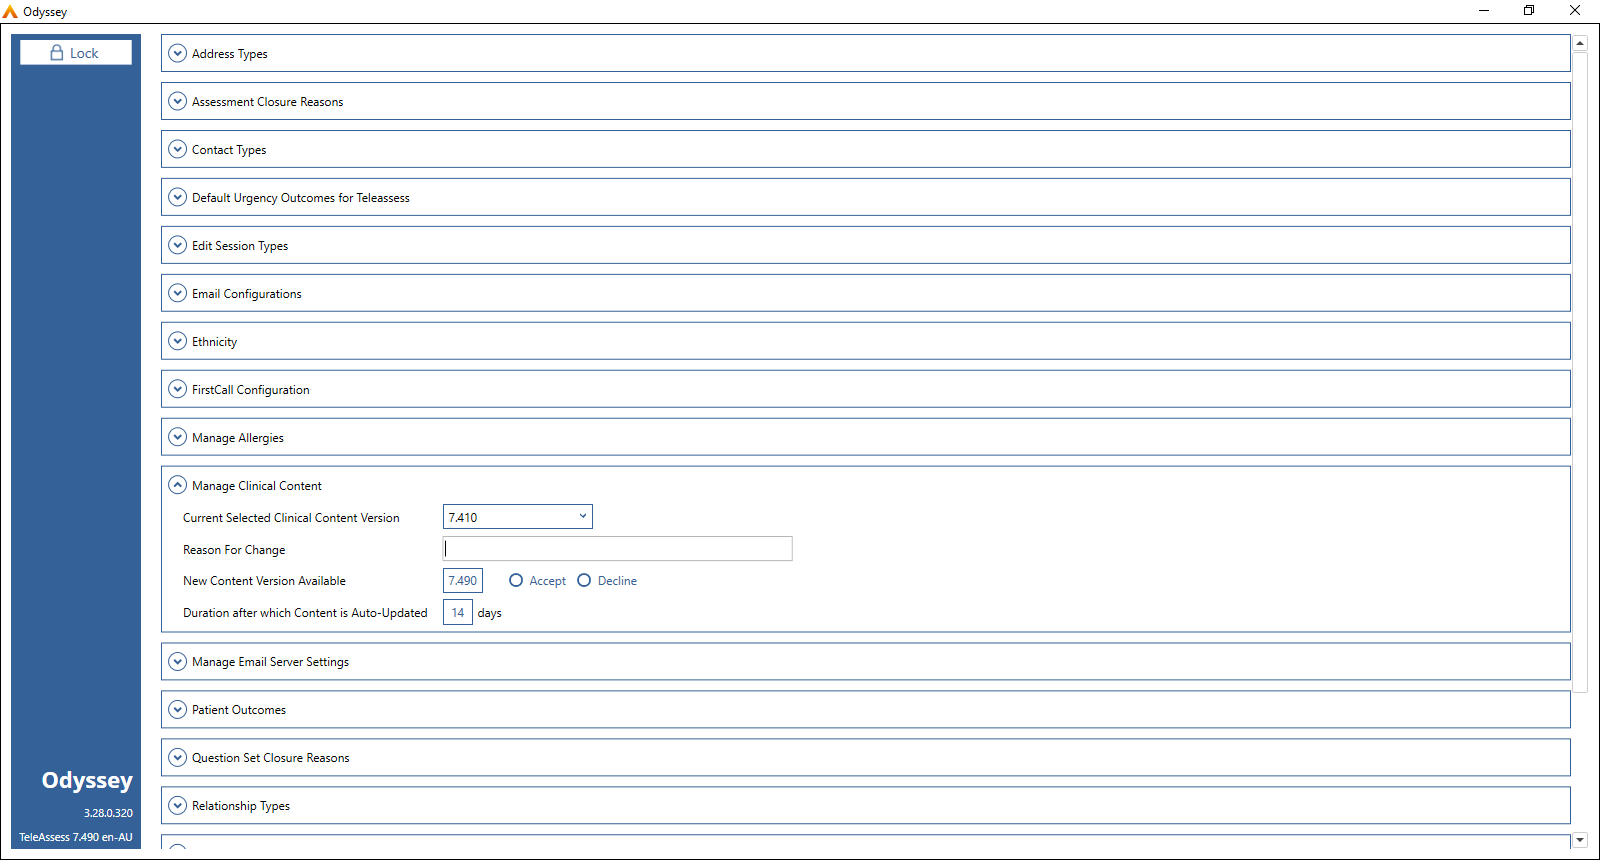 Odyssey
Lock
Address Types
Assessment Closure Reasons
Contact Types
Default Urgency Outcomes for Teleassess
Edit Session Types
Email Configurations
Ethnicity
FirstCall Configuration
Manage Allergies
Manage Clinical Content
Current Selected Clinical Content Version 7.410
Reason For Change
New Content Version Available 7.490 Accept Decline
Duration after which Content is Auto-Updated 14 days
Manage Email Server Settings
Patient Outcomes
Question Set Closure Reasons
Relationship Types
Odyssey
3.28.0.320
TeleAssess 7.490 en-AU